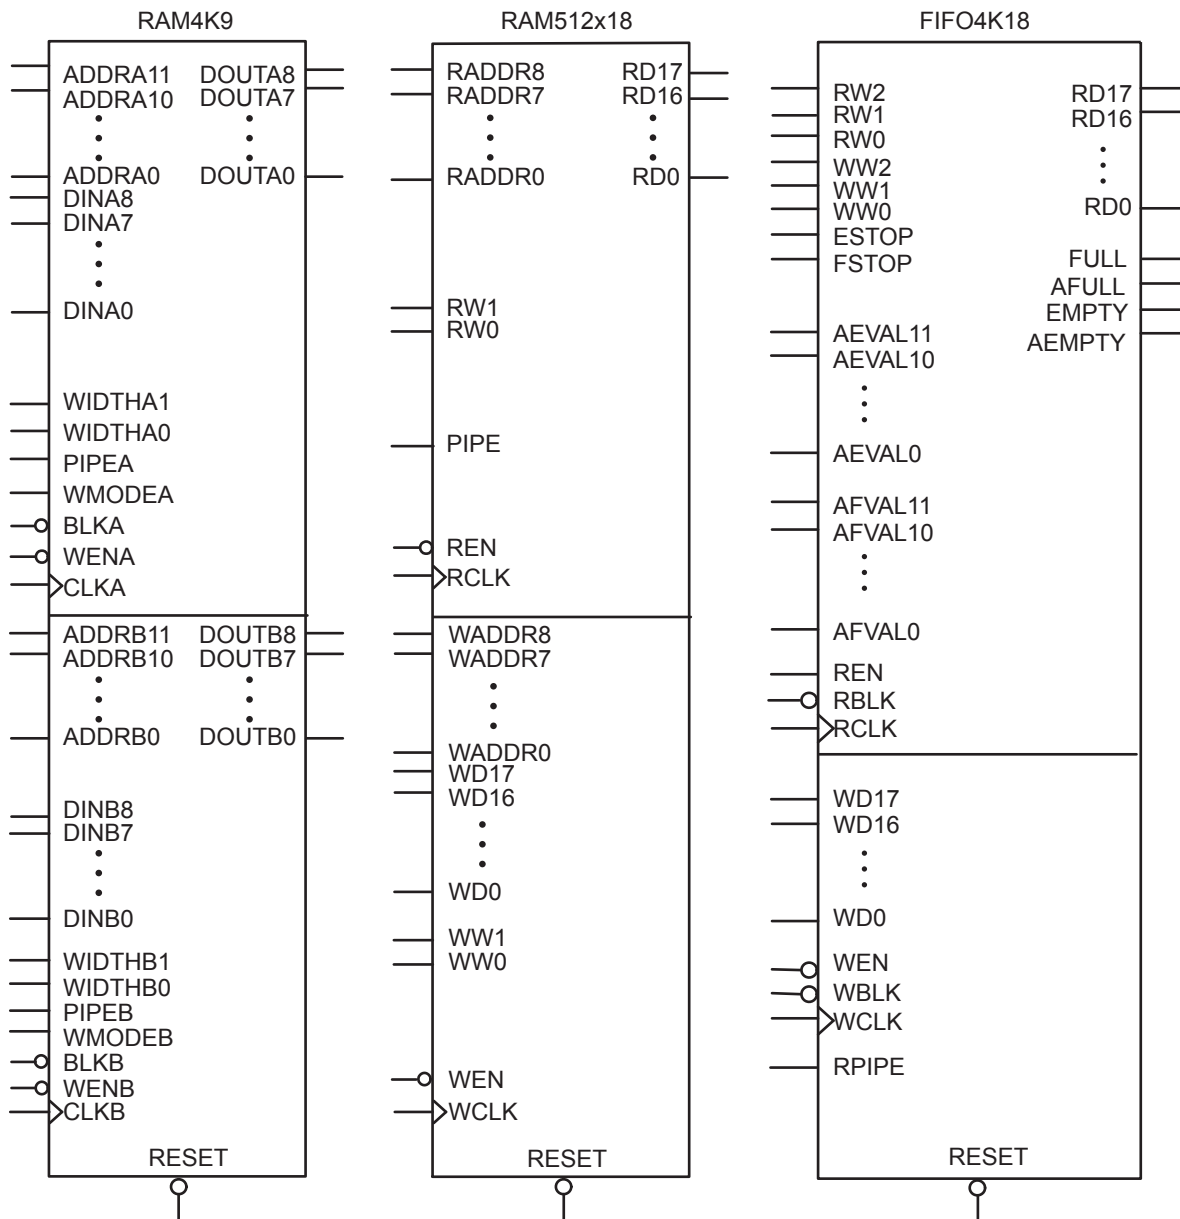 RAM4K9
ADDRA11 DOUTA8
ADDRA10 DOUTA7
ADDRA0 DOUTA0
DINA8
DINA7
DINA0
WIDTHA1
WIDTHA0
PIPEA
WMODEA
BLKA
WENA
CLKA
ADDRB11 DOUTB8
ADDRB10 DOUTB7
ADDRB0 DOUTB0
DINB8
DINB7
DINB0
WIDTHB1
WIDTHB0
PIPEB
WMODEB
BLKB
WENB
CLKB
RESET
RAM512x18
RADDR8 RD17
RADDR7 RD16
RADDR0 RD0
RW1
RW0
PIPE
REN
RCLK
WADDR8
WADDR7
WADDR0
WD17
WD16
WD0
WW1
WW0
WEN
WCLK
RESET
FIFO4K18
RW2 RD17
RW1 RD16
RW0
WW2
WW1
WW0 RD0
ESTOP
FSTOP FULL
AFULL
EMPTY
AEVAL11 AEMPTY
AEVAL10
AEVAL0
AFVAL11
AFVAL10
AFVAL0
REN
RBLK
RCLK
WD17
WD16
WD0
WEN
WBLK
WCLK
RPIPE
RESET